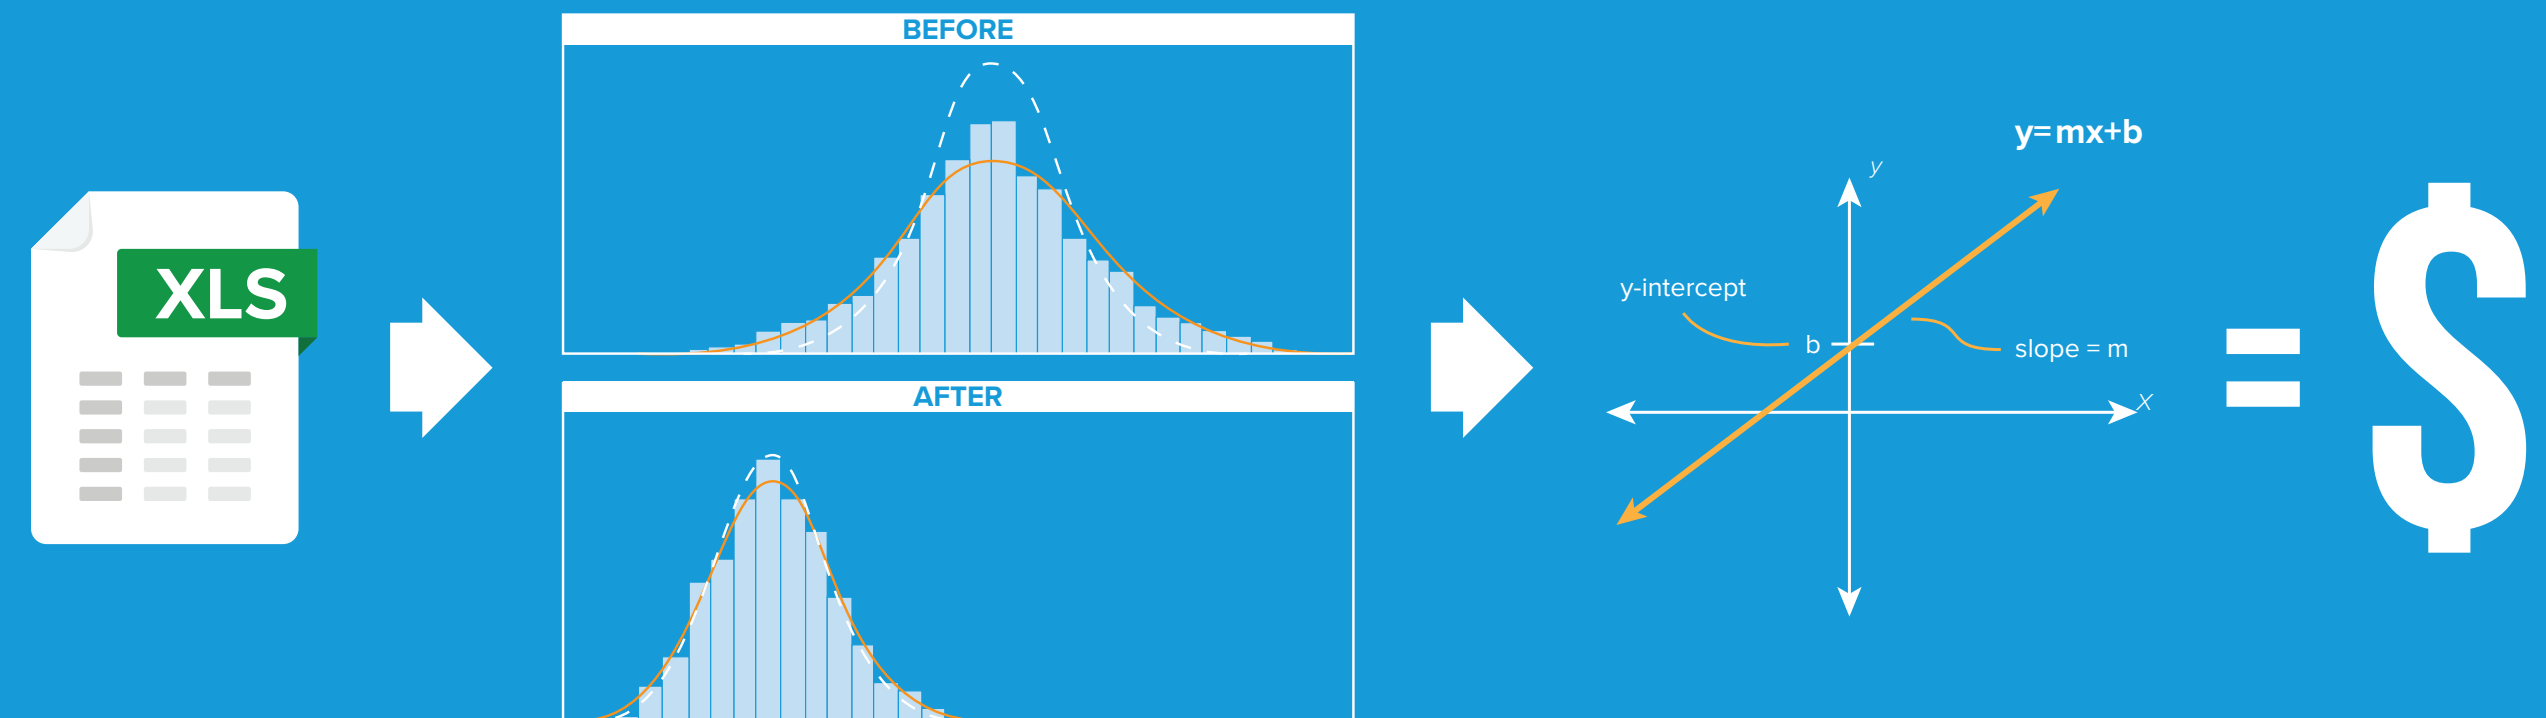 XLS
BEFORE
AFTER
y=mx+b
y
y-intercept
b
slope = m
x
=
$